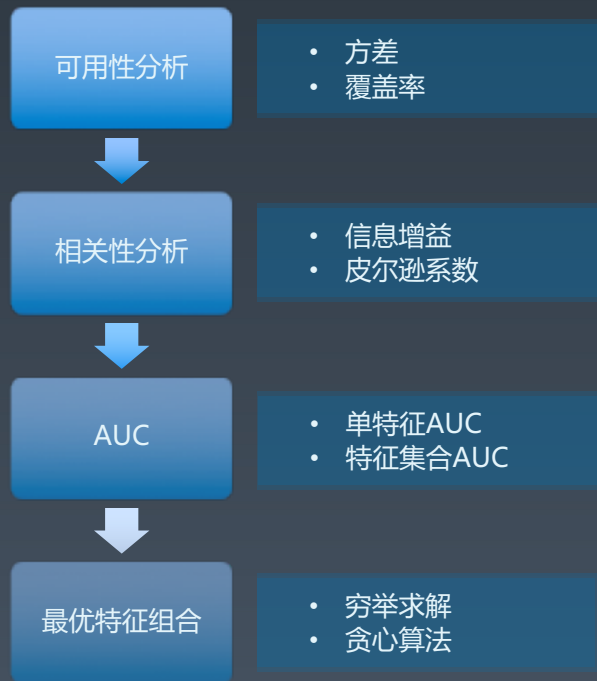 可用性分析
• 方差
• 覆盖率
相关性分析
• 信息增益
• 皮尔逊系数
AUC
• 单特征AUC
• 特征集合AUC
最优特征组合
• 穷举求解
• 贪心算法